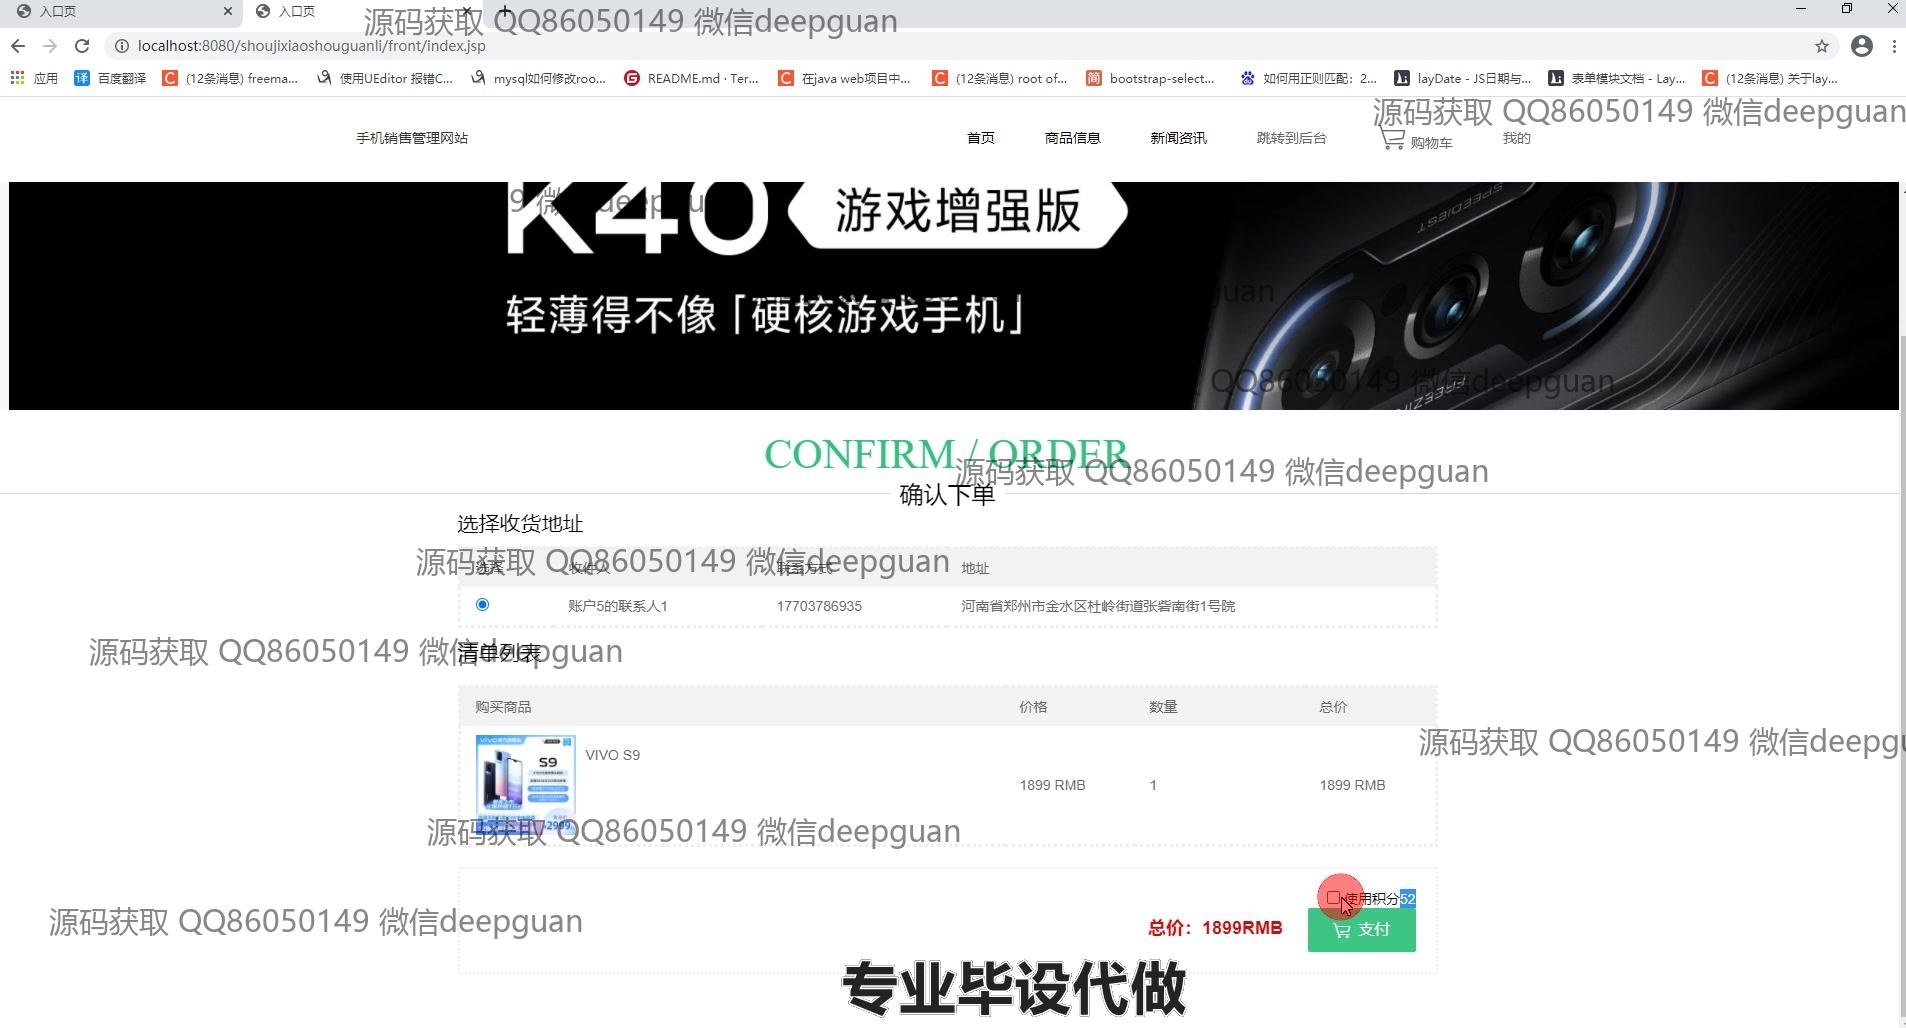 入口页
入口页
源码获取 QQ86050149 微信deepguan
localhost:8080/shoujixiaoshouguanli/front/index.jsp
应用 百度翻译 (12条消息) freema... 使用UEditor 报错C... mysql如何修改roo... README.md · Ter... 在java web项目中... (12条消息) root of... bootstrap-select... 如何用正则匹配：2... layDate - JS日期与... 表单模块文档 - Lay... (12条消息) 关于lay...
源码获取 QQ86050149 微信deepguan
手机销售管理网站 首页 商品信息 新闻资讯 跳转到后台 购物车 我的
K40 游戏增强版
SPEEDIEST
轻薄得不像「硬核游戏手机」
QQ86050149 微信deepguan
CONFIRM / ORDER
源码获取 QQ86050149 微信deepguan
确认下单
选择收货地址
源码获取 QQ86050149 微信deepguan
选择 收件人 联系方式 地址
账户5的联系人1 17703786935 河南省郑州市金水区杜岭街道张砦南街1号院
源码获取 QQ86050149 微信deepguan
清单列表
购买商品 价格 数量 总价
源码获取 QQ86050149 微信deepgu
VIVO S9
S9
1899 RMB 1 1899 RMB
2999
源码获取 QQ86050149 微信deepguan
使用积分52
源码获取 QQ86050149 微信deepguan
总价：1899RMB 支付
专业毕设代做